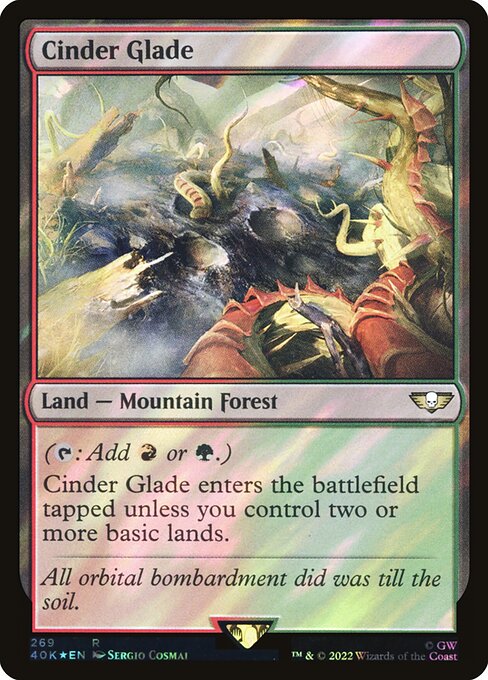 Cinder Glade
Land — Mountain Forest
(: Add or .)
Cinder Glade enters the battlefield
tapped unless you control two or
more basic lands.
All orbital bombardment did was till the
soil.
269 R
40K★EN Sergio Cosmai
© GW
™ & © 2022 Wizards of the Coast